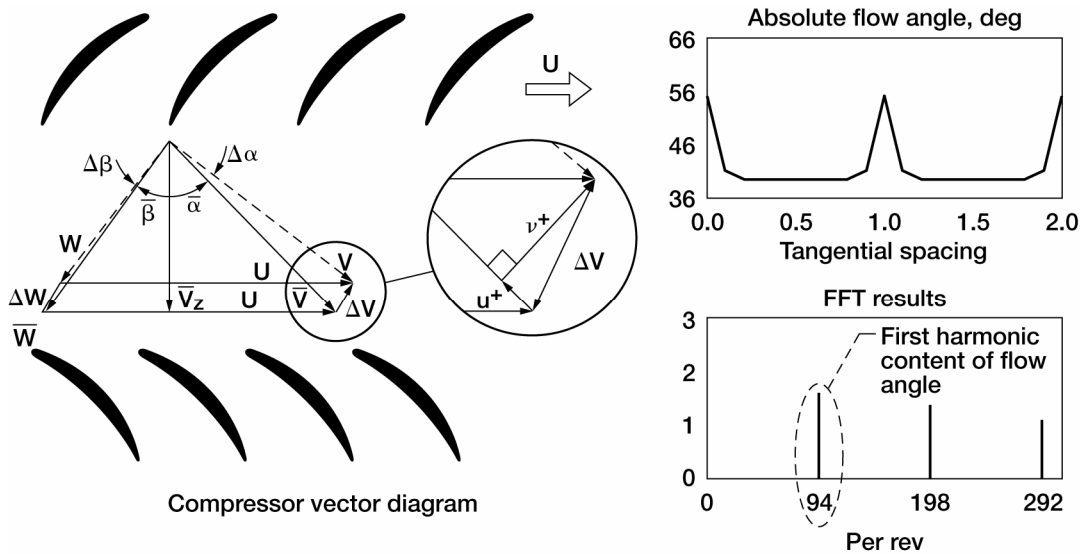 U
Δβ
Δα
β̅
α̅
W
V
U
ΔW
V̅z
U
V̅
ΔV
W̅
ν+
ΔV
u+
Compressor vector diagram
Absolute flow angle, deg
66
56
46
36
0.0
0.5
1.0
1.5
2.0
Tangential spacing
FFT results
3
2
1
0
First harmonic
content of flow
angle
0
94
198
292
Per rev